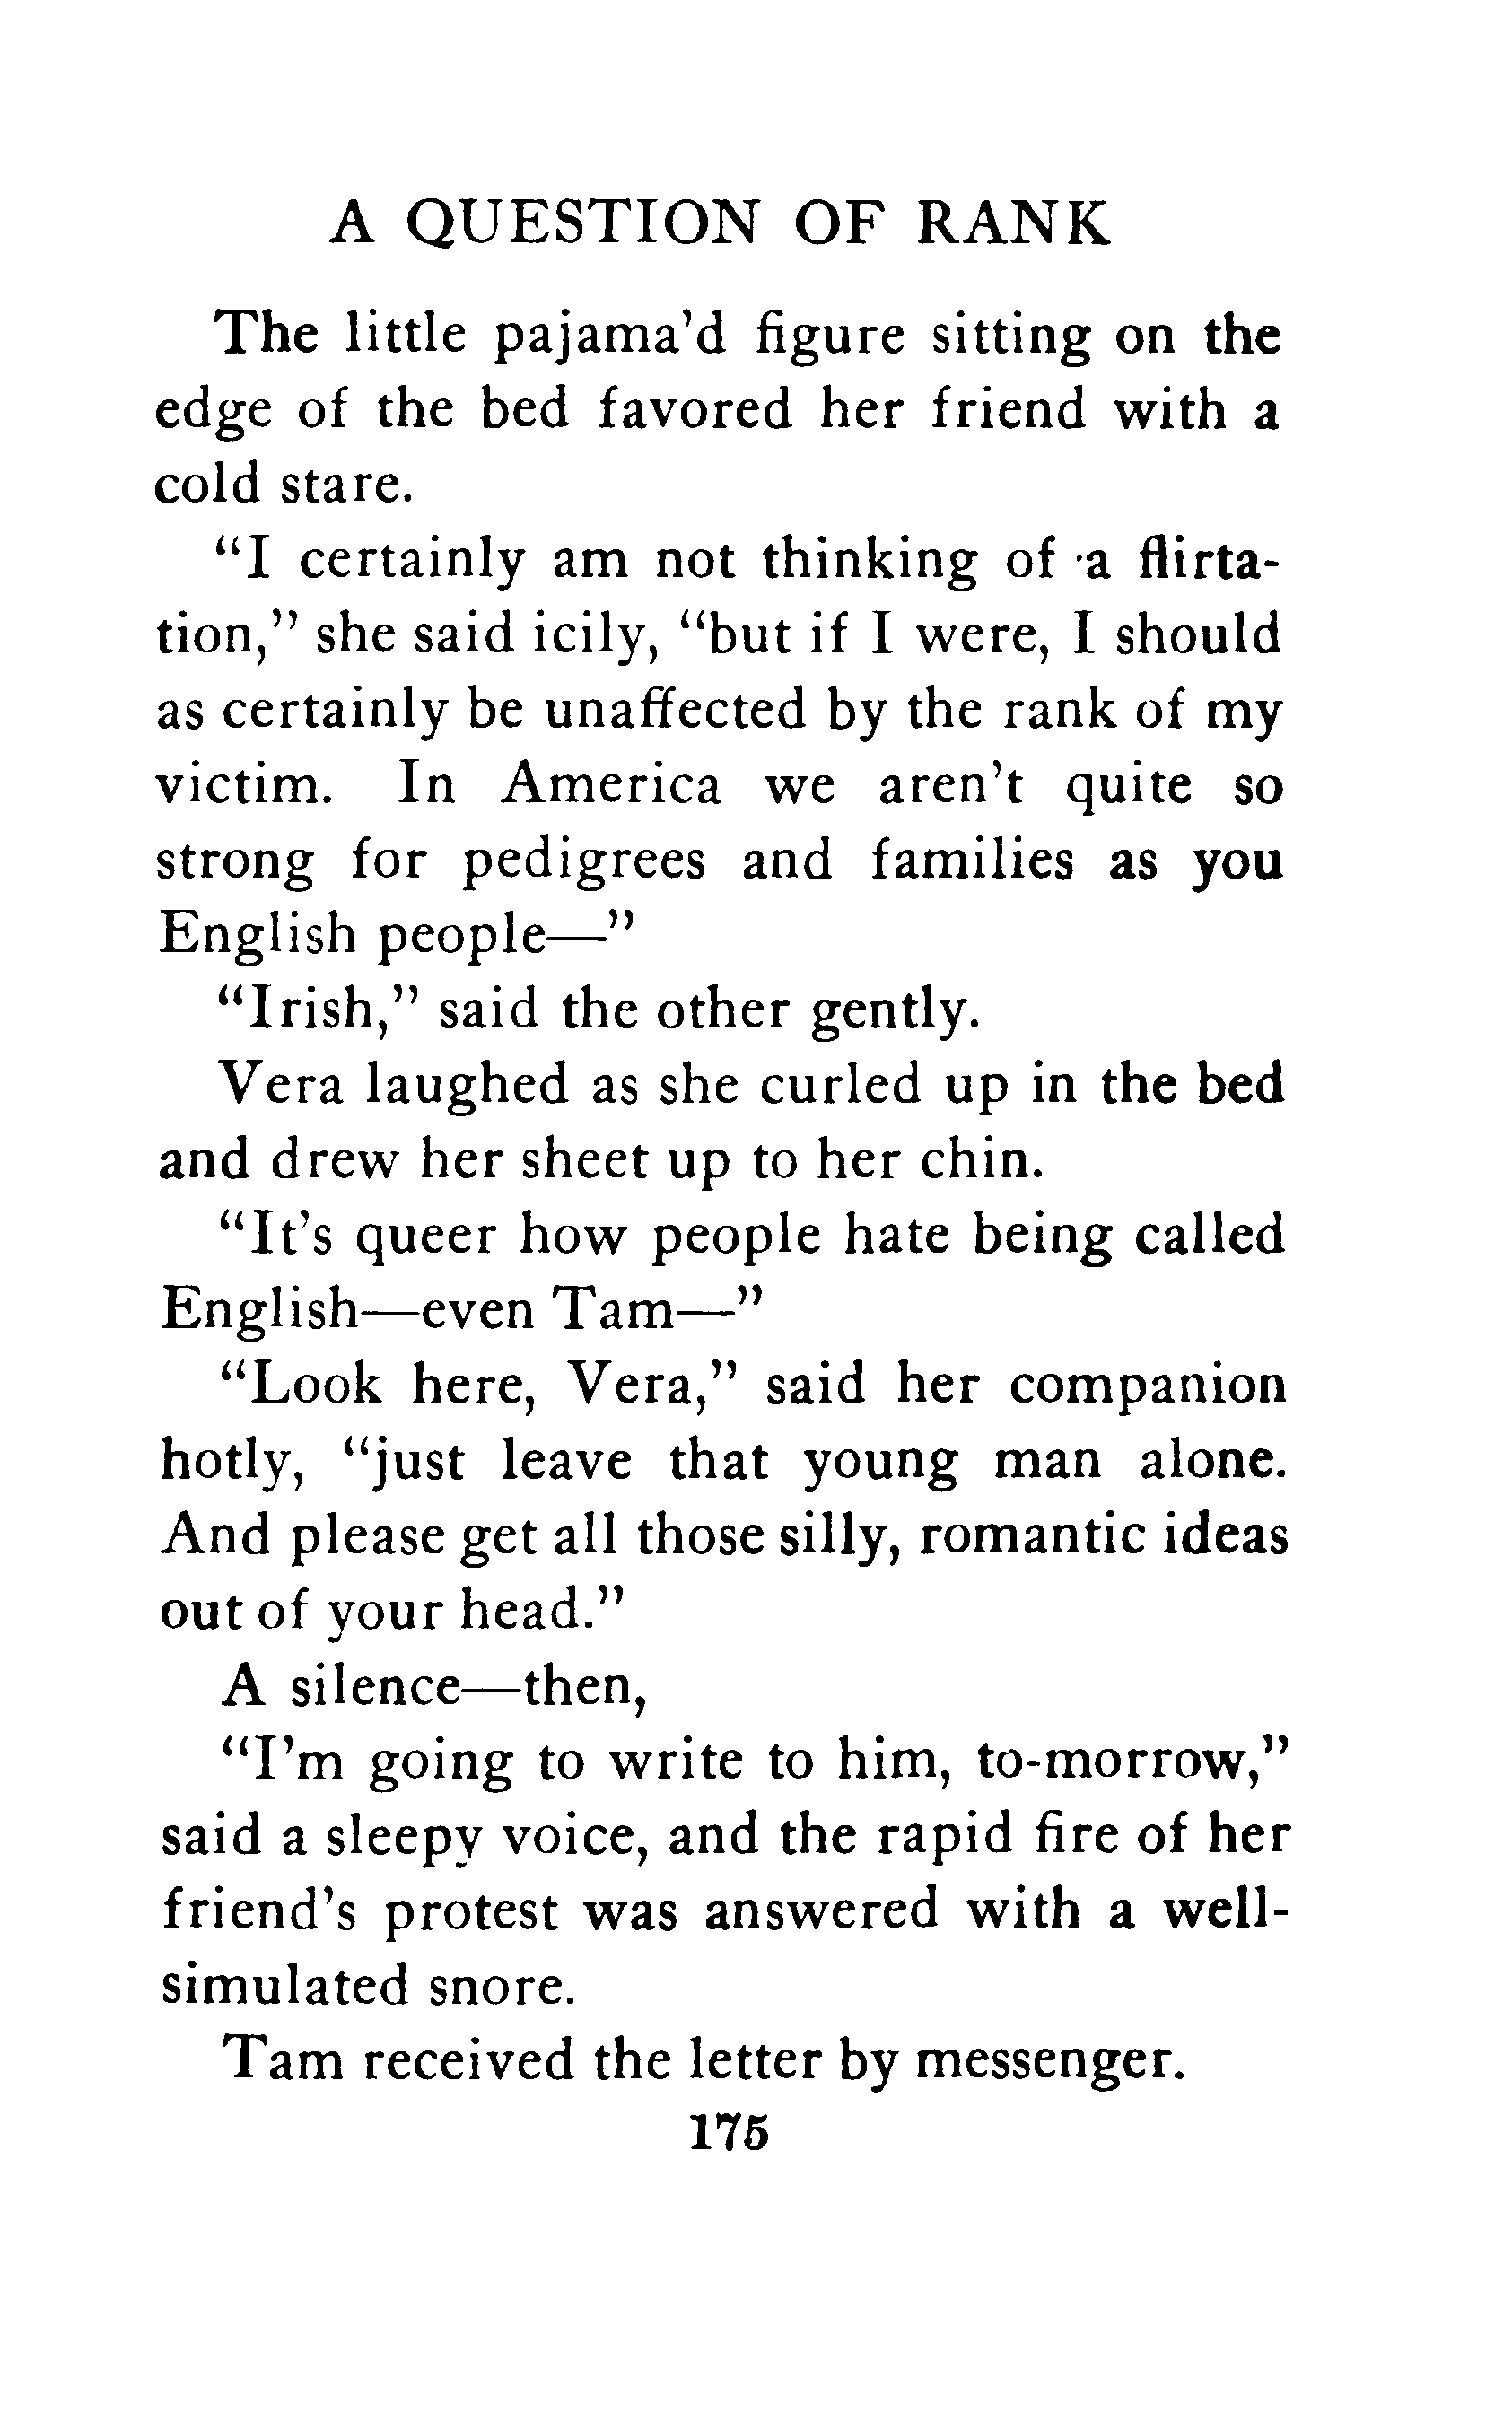 A QUESTION OF RANK
The little pajama'd figure sitting on the
edge of the bed favored her friend with a
cold stare.
"I certainly am not thinking of a flirta-
tion," she said icily, "but if I were, I should
as certainly be unaffected by the rank of my
victim. In America we aren't quite so
strong for pedigrees and families as you
English people—"
"Irish," said the other gently.
Vera laughed as she curled up in the bed
and drew her sheet up to her chin.
"It's queer how people hate being called
English—even Tam—"
"Look here, Vera," said her companion
hotly, "just leave that young man alone.
And please get all those silly, romantic ideas
out of your head."
A silence—then,
"I'm going to write to him, to-morrow,"
said a sleepy voice, and the rapid fire of her
friend's protest was answered with a well-
simulated snore.
Tam received the letter by messenger.
175